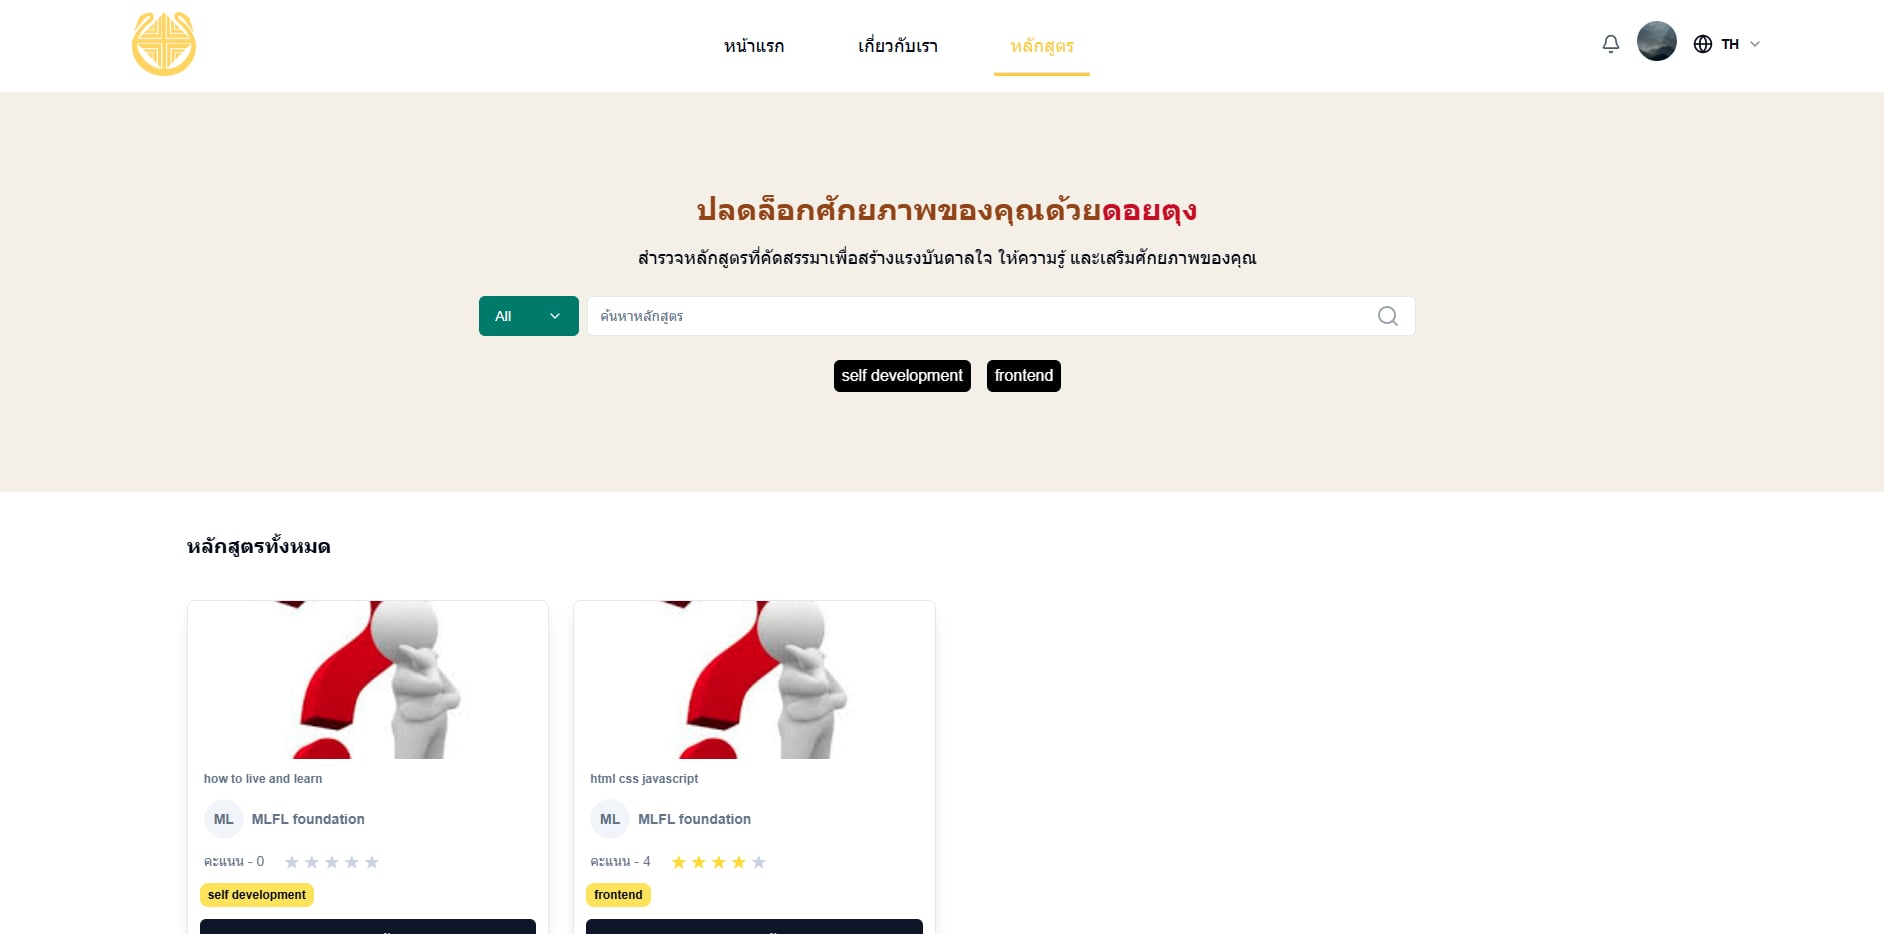 หน้าแรก
เกี่ยวกับเรา
หลักสูตร
TH
ปลดล็อกศักยภาพของคุณด้วยดอยตุง
สำรวจหลักสูตรที่คัดสรรมาเพื่อสร้างแรงบันดาลใจ ให้ความรู้ และเสริมศักยภาพของคุณ
All
ค้นหาหลักสูตร
self development
frontend
หลักสูตรทั้งหมด
how to live and learn
ML
MLFL foundation
คะแนน - 0
self development
html css javascript
ML
MLFL foundation
คะแนน - 4
frontend